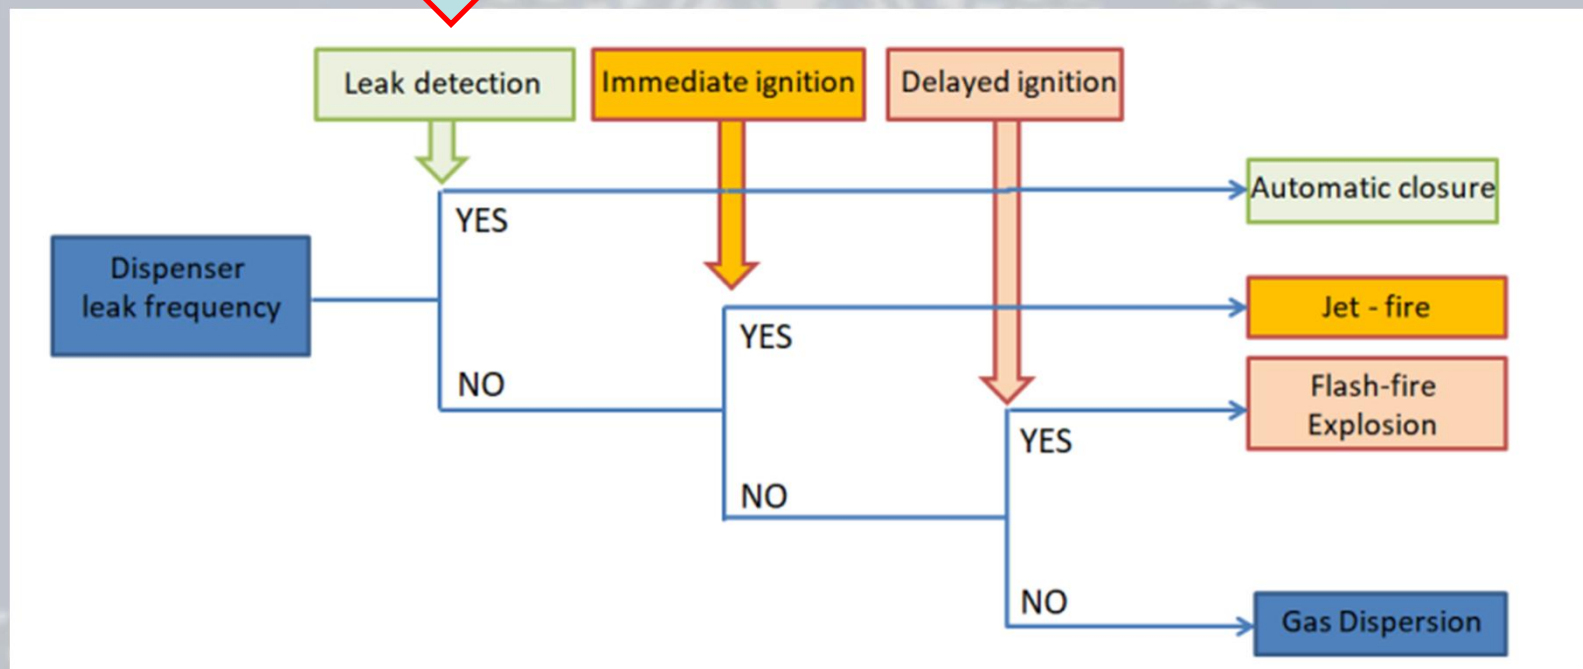 Leak detection
Immediate ignition
Delayed ignition
Automatic closure
YES
Dispenser
leak frequency
Jet - fire
YES
NO
Flash-fire
Explosion
YES
NO
NO
Gas Dispersion